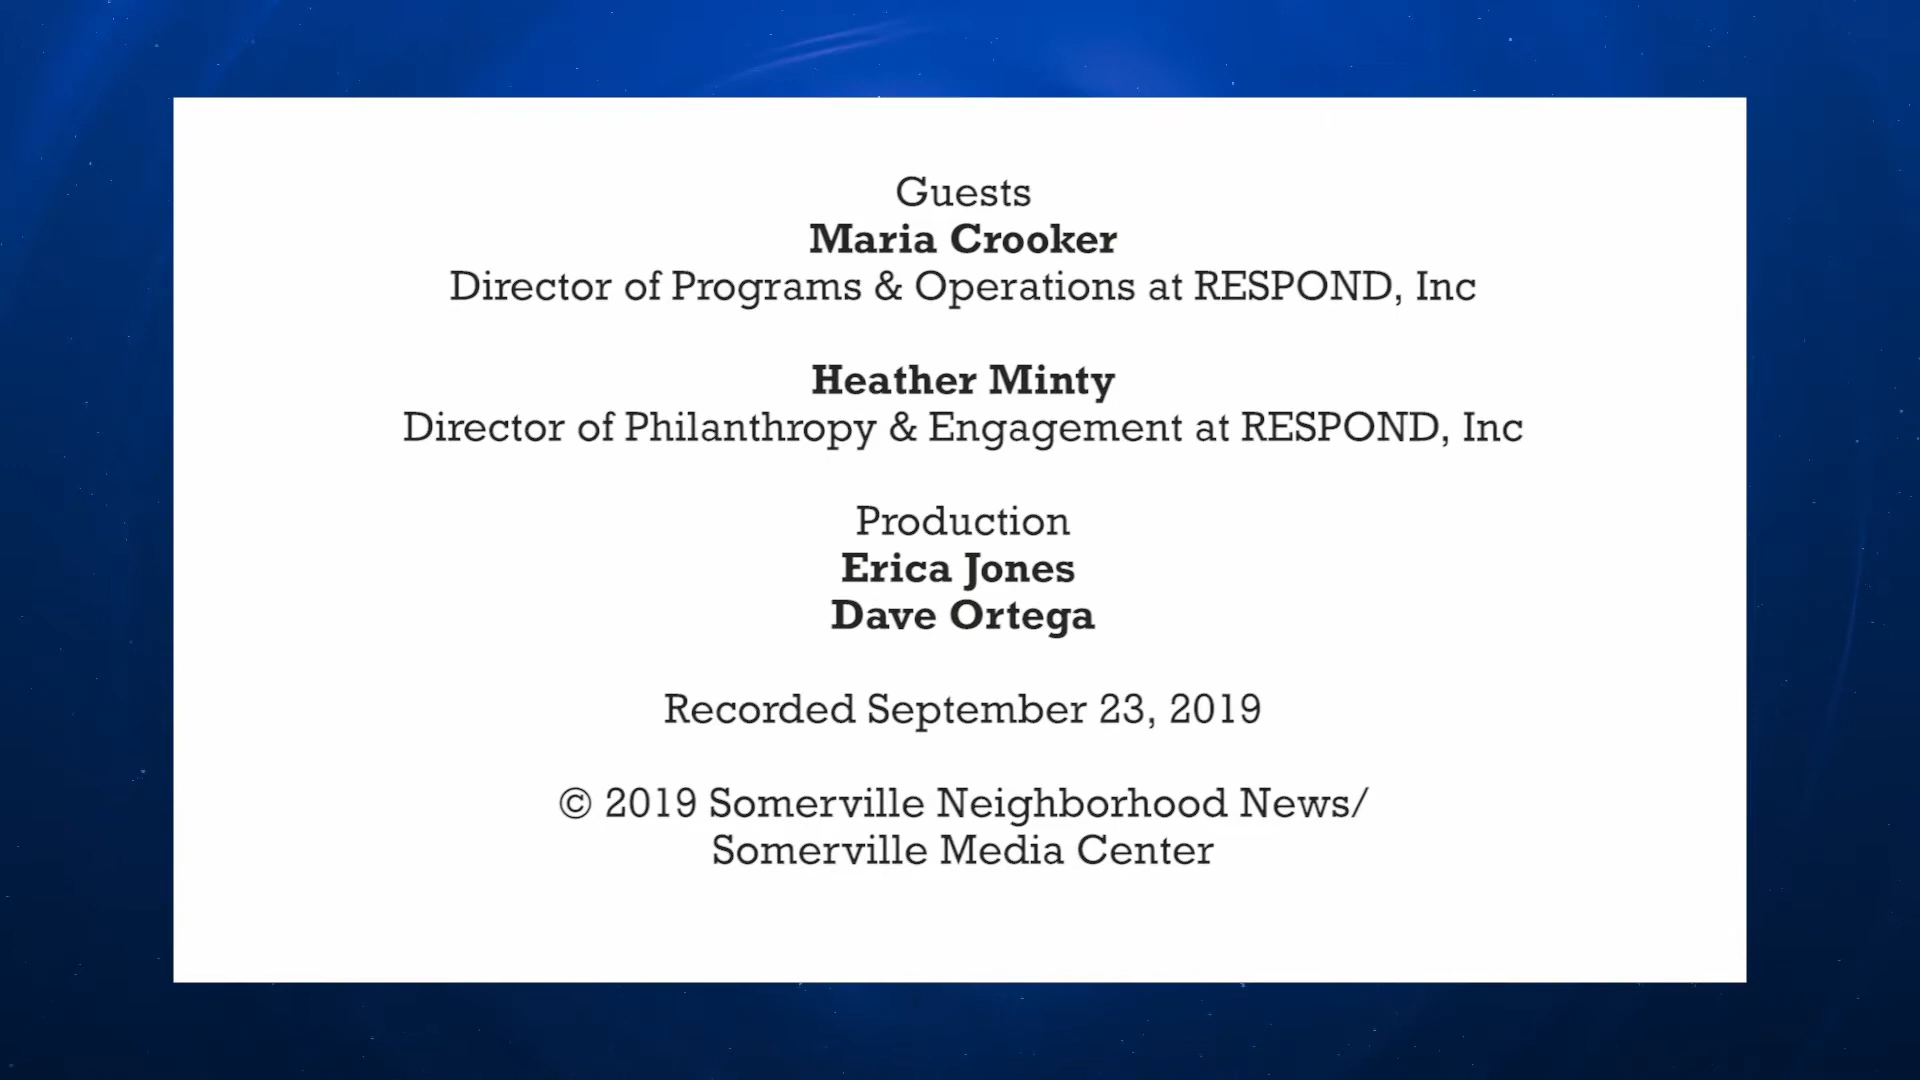 Guests
Maria Crooker
Director of Programs & Operations at RESPOND, Inc
Heather Minty
Director of Philanthropy & Engagement at RESPOND, Inc
Production
Erica Jones
Dave Ortega
Recorded September 23, 2019
© 2019 Somerville Neighborhood News/
Somerville Media Center